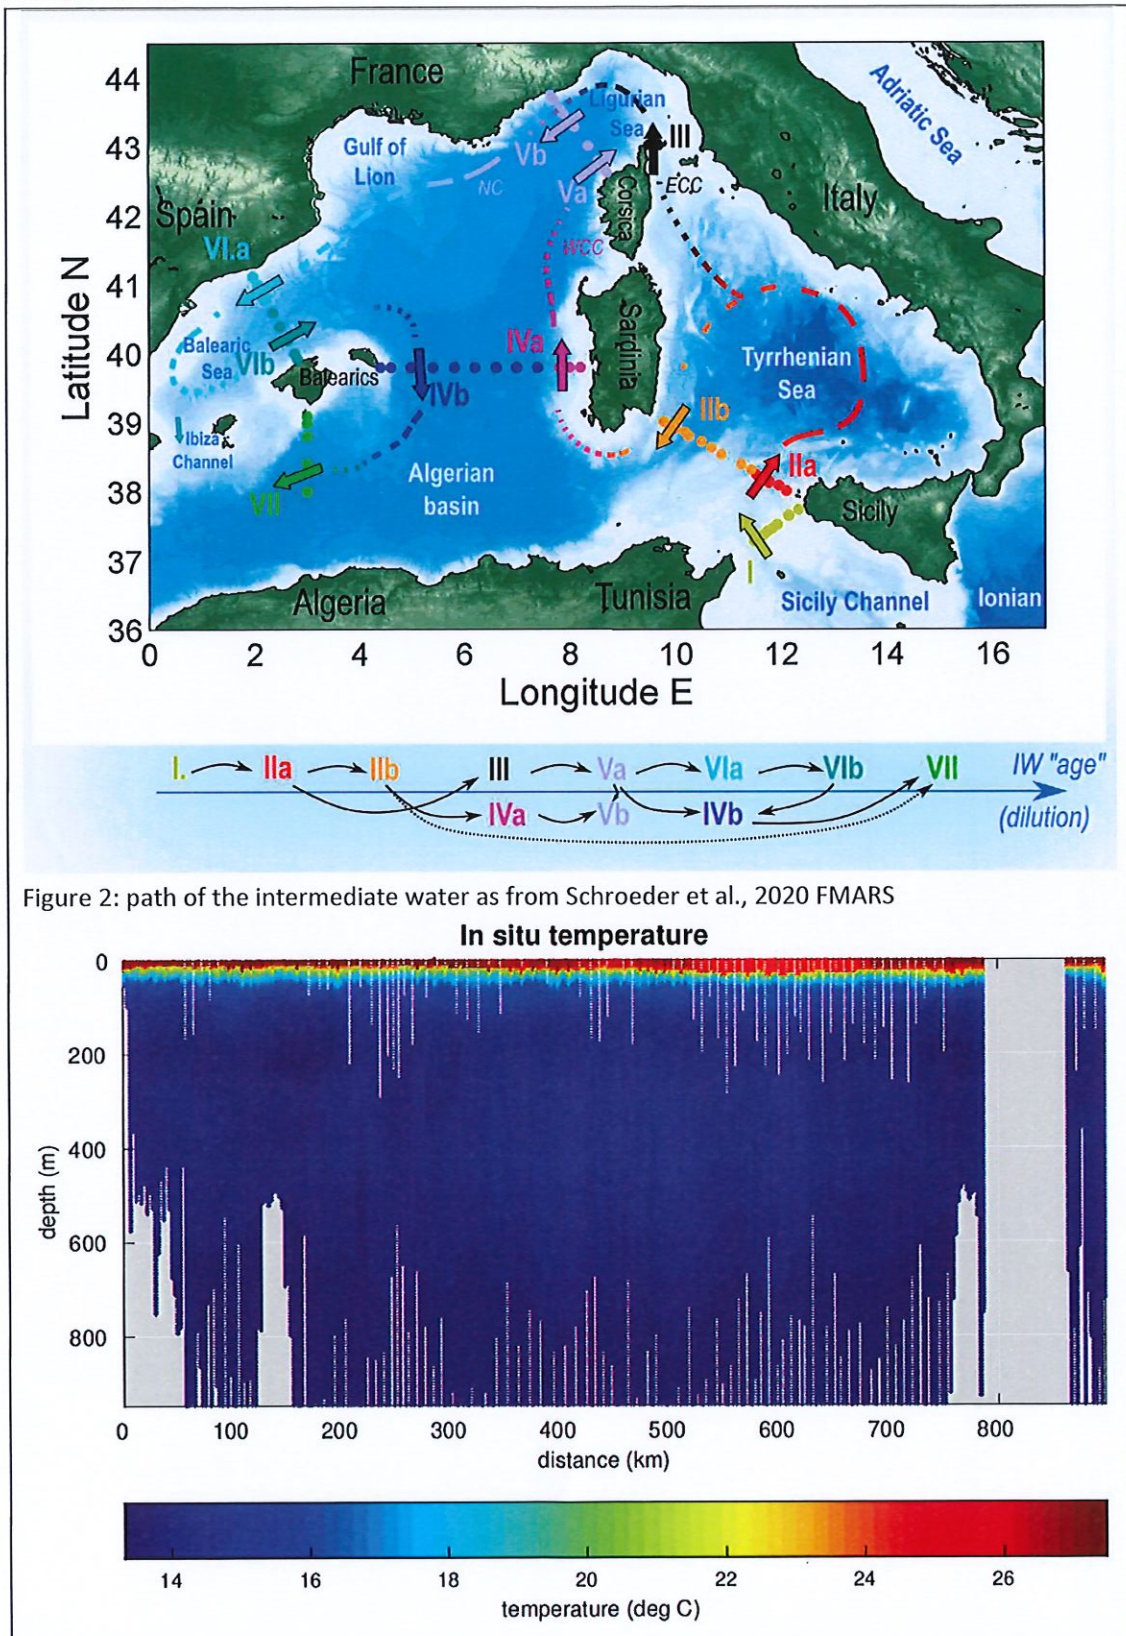 44
43
42
41
40
39
38
37
36
Latitude N
France
Ligurian
Sea
III
Adriatic Sea
Gulf of
Lion
Vb
NC
Va
ECC
Corsica
Italy
Spain
VI.a
WCC
Balearic
Sea
VIb
Balearics
IVa
Sardinia
Tyrrhenian
Sea
IVb
IIb
Ibiza
Channel
VII
Algerian
basin
IIa
Sicily
I
Algeria
Tunisia
Sicily Channel
Ionian
0 2 4 6 8 10 12 14 16
Longitude E
I. IIa IIb III Va VIa VIb VII IW "age"
IVa Vb IVb (dilution)
Figure 2: path of the intermediate water as from Schroeder et al., 2020 FMARS
In situ temperature
0
200
400
600
800
depth (m)
0 100 200 300 400 500 600 700 800
distance (km)
14 16 18 20 22 24 26
temperature (deg C)